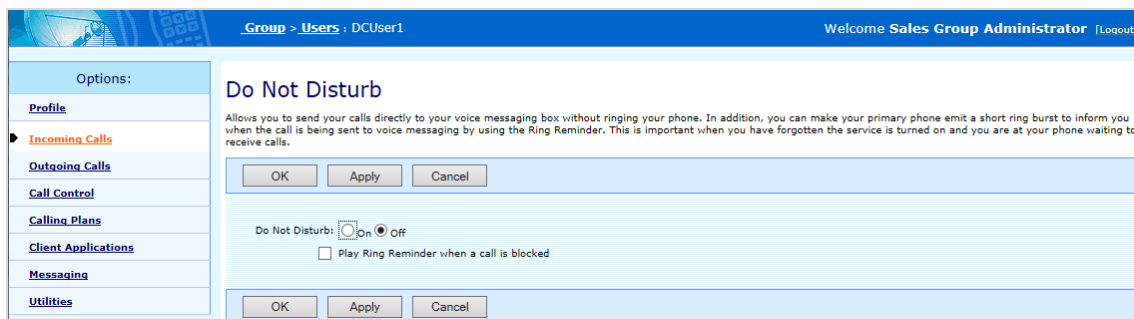 Group > Users : DCUser1
Welcome Sales Group Administrator [Logout
Options:
Profile
Incoming Calls
Outgoing Calls
Call Control
Calling Plans
Client Applications
Messaging
Utilities
Do Not Disturb
Allows you to send your calls directly to your voice messaging box without ringing your phone. In addition, you can make your primary phone emit a short ring burst to inform you
when the call is being sent to voice messaging by using the Ring Reminder. This is important when you have forgotten the service is turned on and you are at your phone waiting to
receive calls.
OK Apply Cancel
Do Not Disturb: On Off
Play Ring Reminder when a call is blocked
OK Apply Cancel